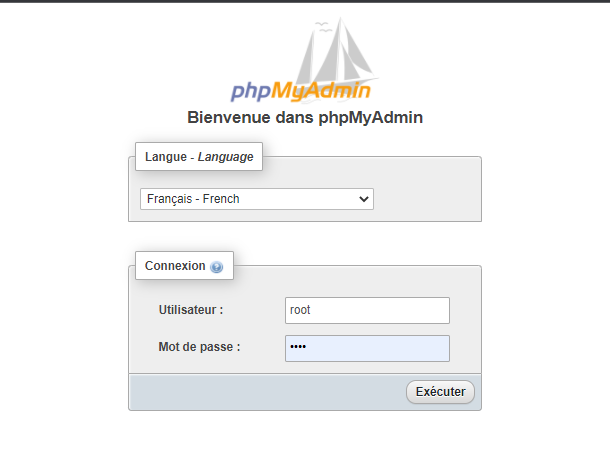 phpMyAdmin
Bienvenue dans phpMyAdmin
Langue - Language
Français - French
Connexion
Utilisateur :
root
Mot de passe :
••••
Exécuter